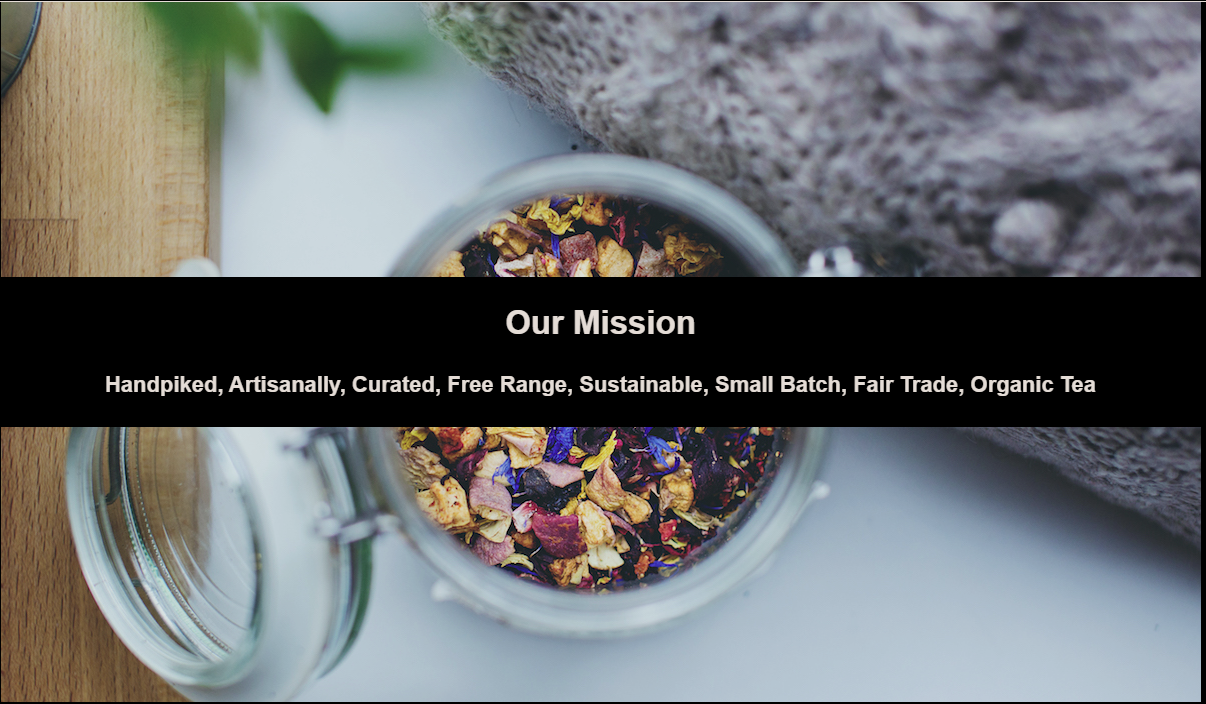 Our Mission
Handpiked, Artisanally, Curated, Free Range, Sustainable, Small Batch, Fair Trade, Organic Tea